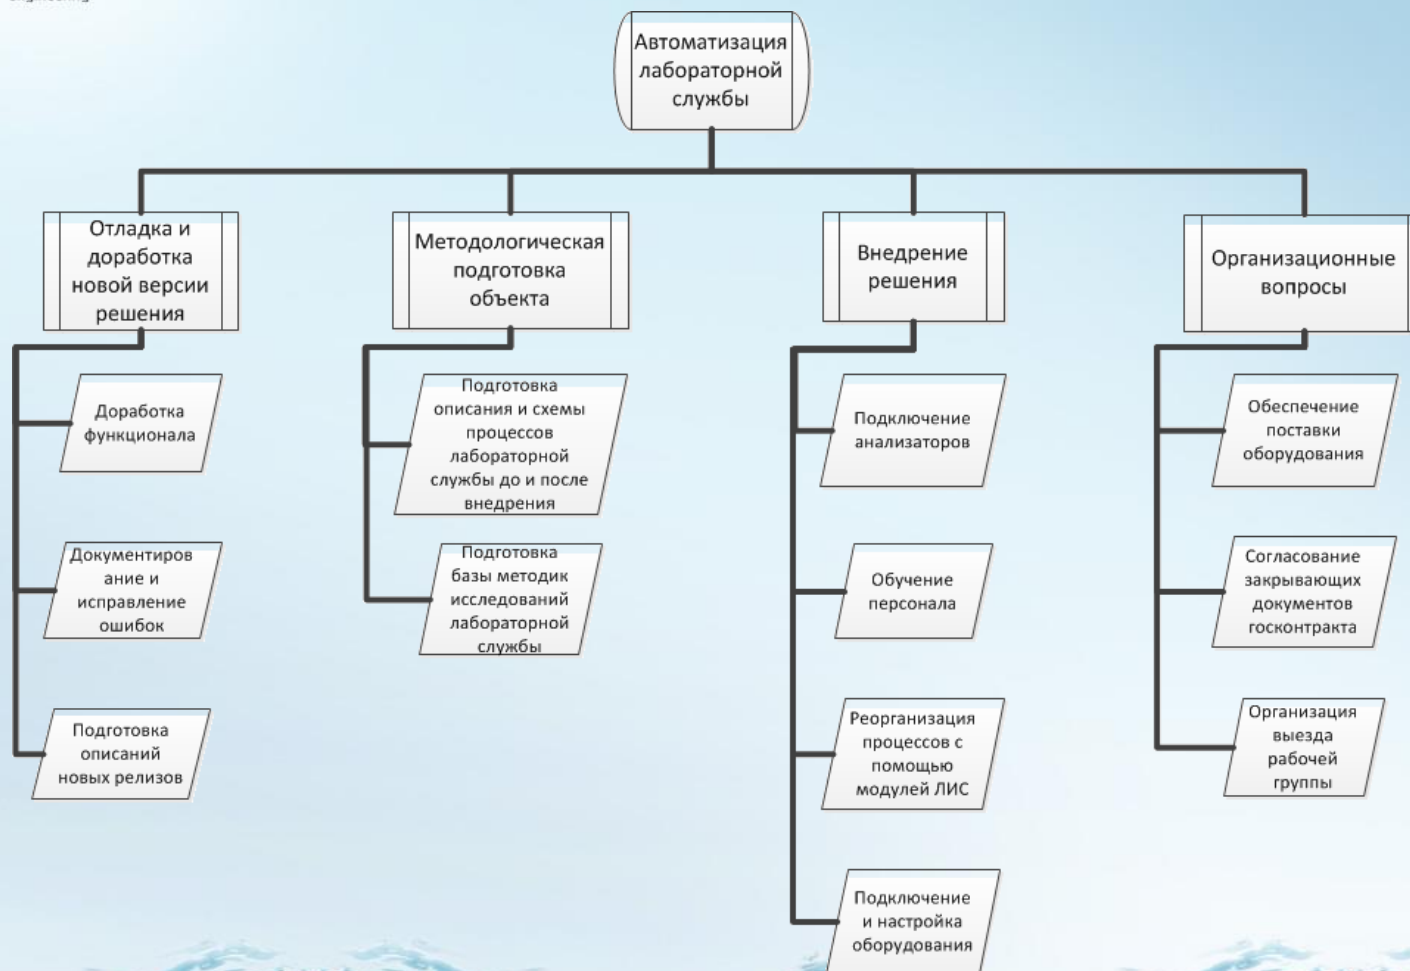 engineering
Автоматизация
лабораторной
службы
Отладка и
доработка
новой версии
решения
Методологическая
подготовка
объекта
Внедрение
решения
Организационные
вопросы
Доработка
функционала
Документиров
ание и
исправление
ошибок
Подготовка
описаний
новых релизов
Подготовка
описания и схемы
процессов
лабораторной
службы до и после
внедрения
Подготовка
базы методик
исследований
лабораторной
службы
Подключение
анализаторов
Обучение
персонала
Реорганизация
процессов с
помощью
модулей ЛИС
Подключение
и настройка
оборудования
Обеспечение
поставки
оборудования
Согласование
закрывающих
документов
госконтракта
Организация
выезда
рабочей
группы